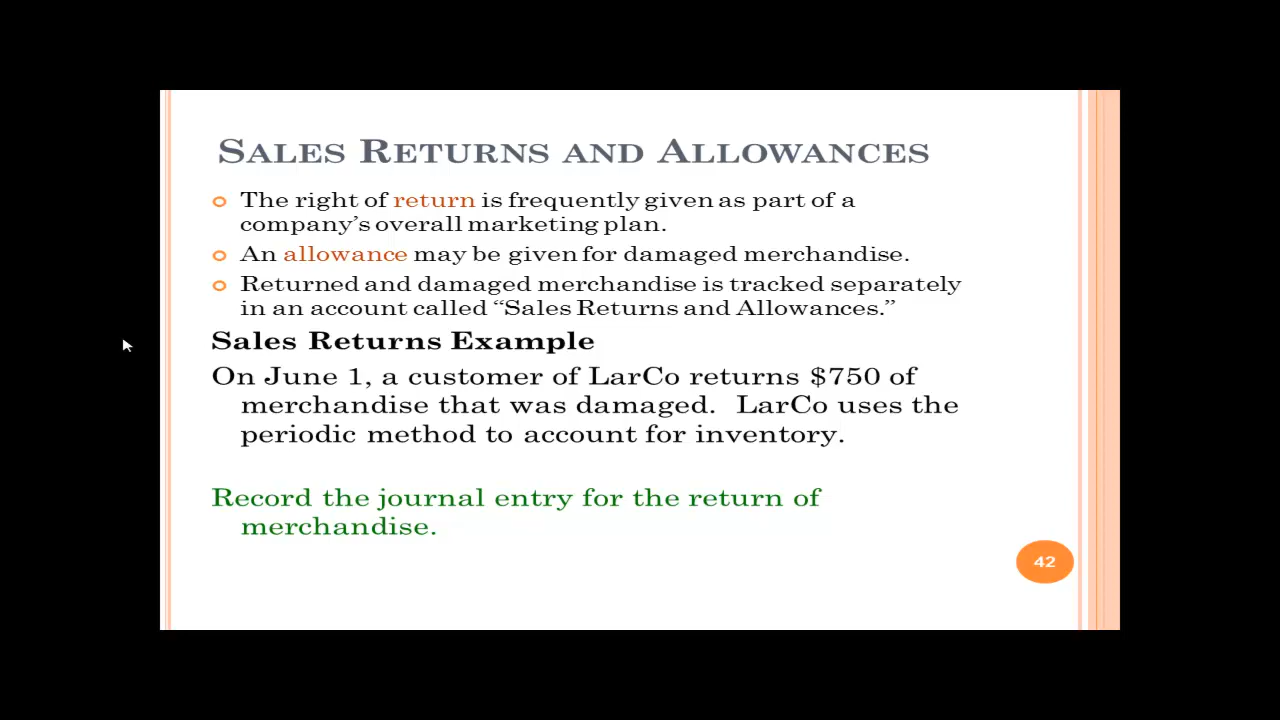 SALES RETURNS AND ALLOWANCES
The right of return is frequently given as part of a
company's overall marketing plan.
An allowance may be given for damaged merchandise.
Returned and damaged merchandise is tracked separately
in an account called “Sales Returns and Allowances.”
Sales Returns Example
On June 1, a customer of LarCo returns $750 of
merchandise that was damaged.  LarCo uses the
periodic method to account for inventory.
Record the journal entry for the return of
merchandise.
42